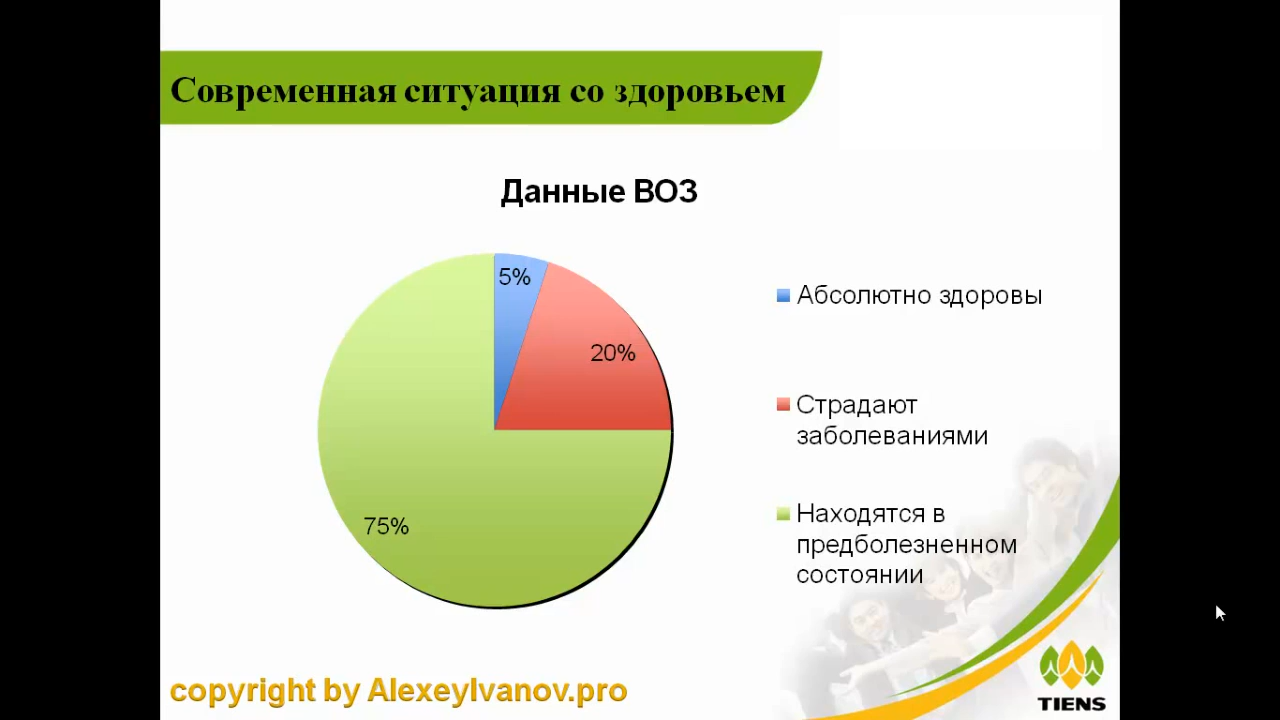 Современная ситуация со здоровьем
Данные ВОЗ
5%
20%
75%
Абсолютно здоровы
Страдают
заболеваниями
Находятся в
предболезненном
состоянии
copyright by AlexeyIvanov.pro
TIENS